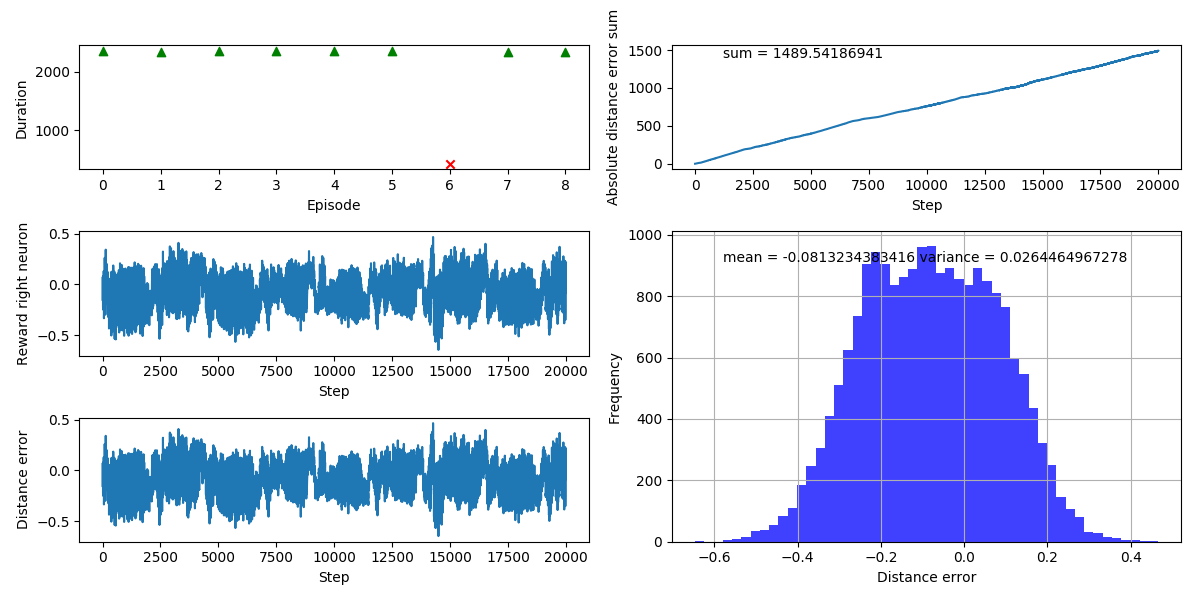 2000
1000
Duration
0 1 2 3 4 5 6 7 8
Episode
1500
1000
500
0
Absolute distance error sum
sum = 1489.54186941
0 2500 5000 7500 10000 12500 15000 17500 20000
Step
0.5
0.0
−0.5
Reward right neuron
0 2500 5000 7500 10000 12500 15000 17500 20000
Step
0.5
0.0
−0.5
Distance error
0 2500 5000 7500 10000 12500 15000 17500 20000
Step
1000
800
600
400
200
0
Frequency
mean = -0.0813234383416 variance = 0.0264464967278
−0.6 −0.4 −0.2 0.0 0.2 0.4
Distance error